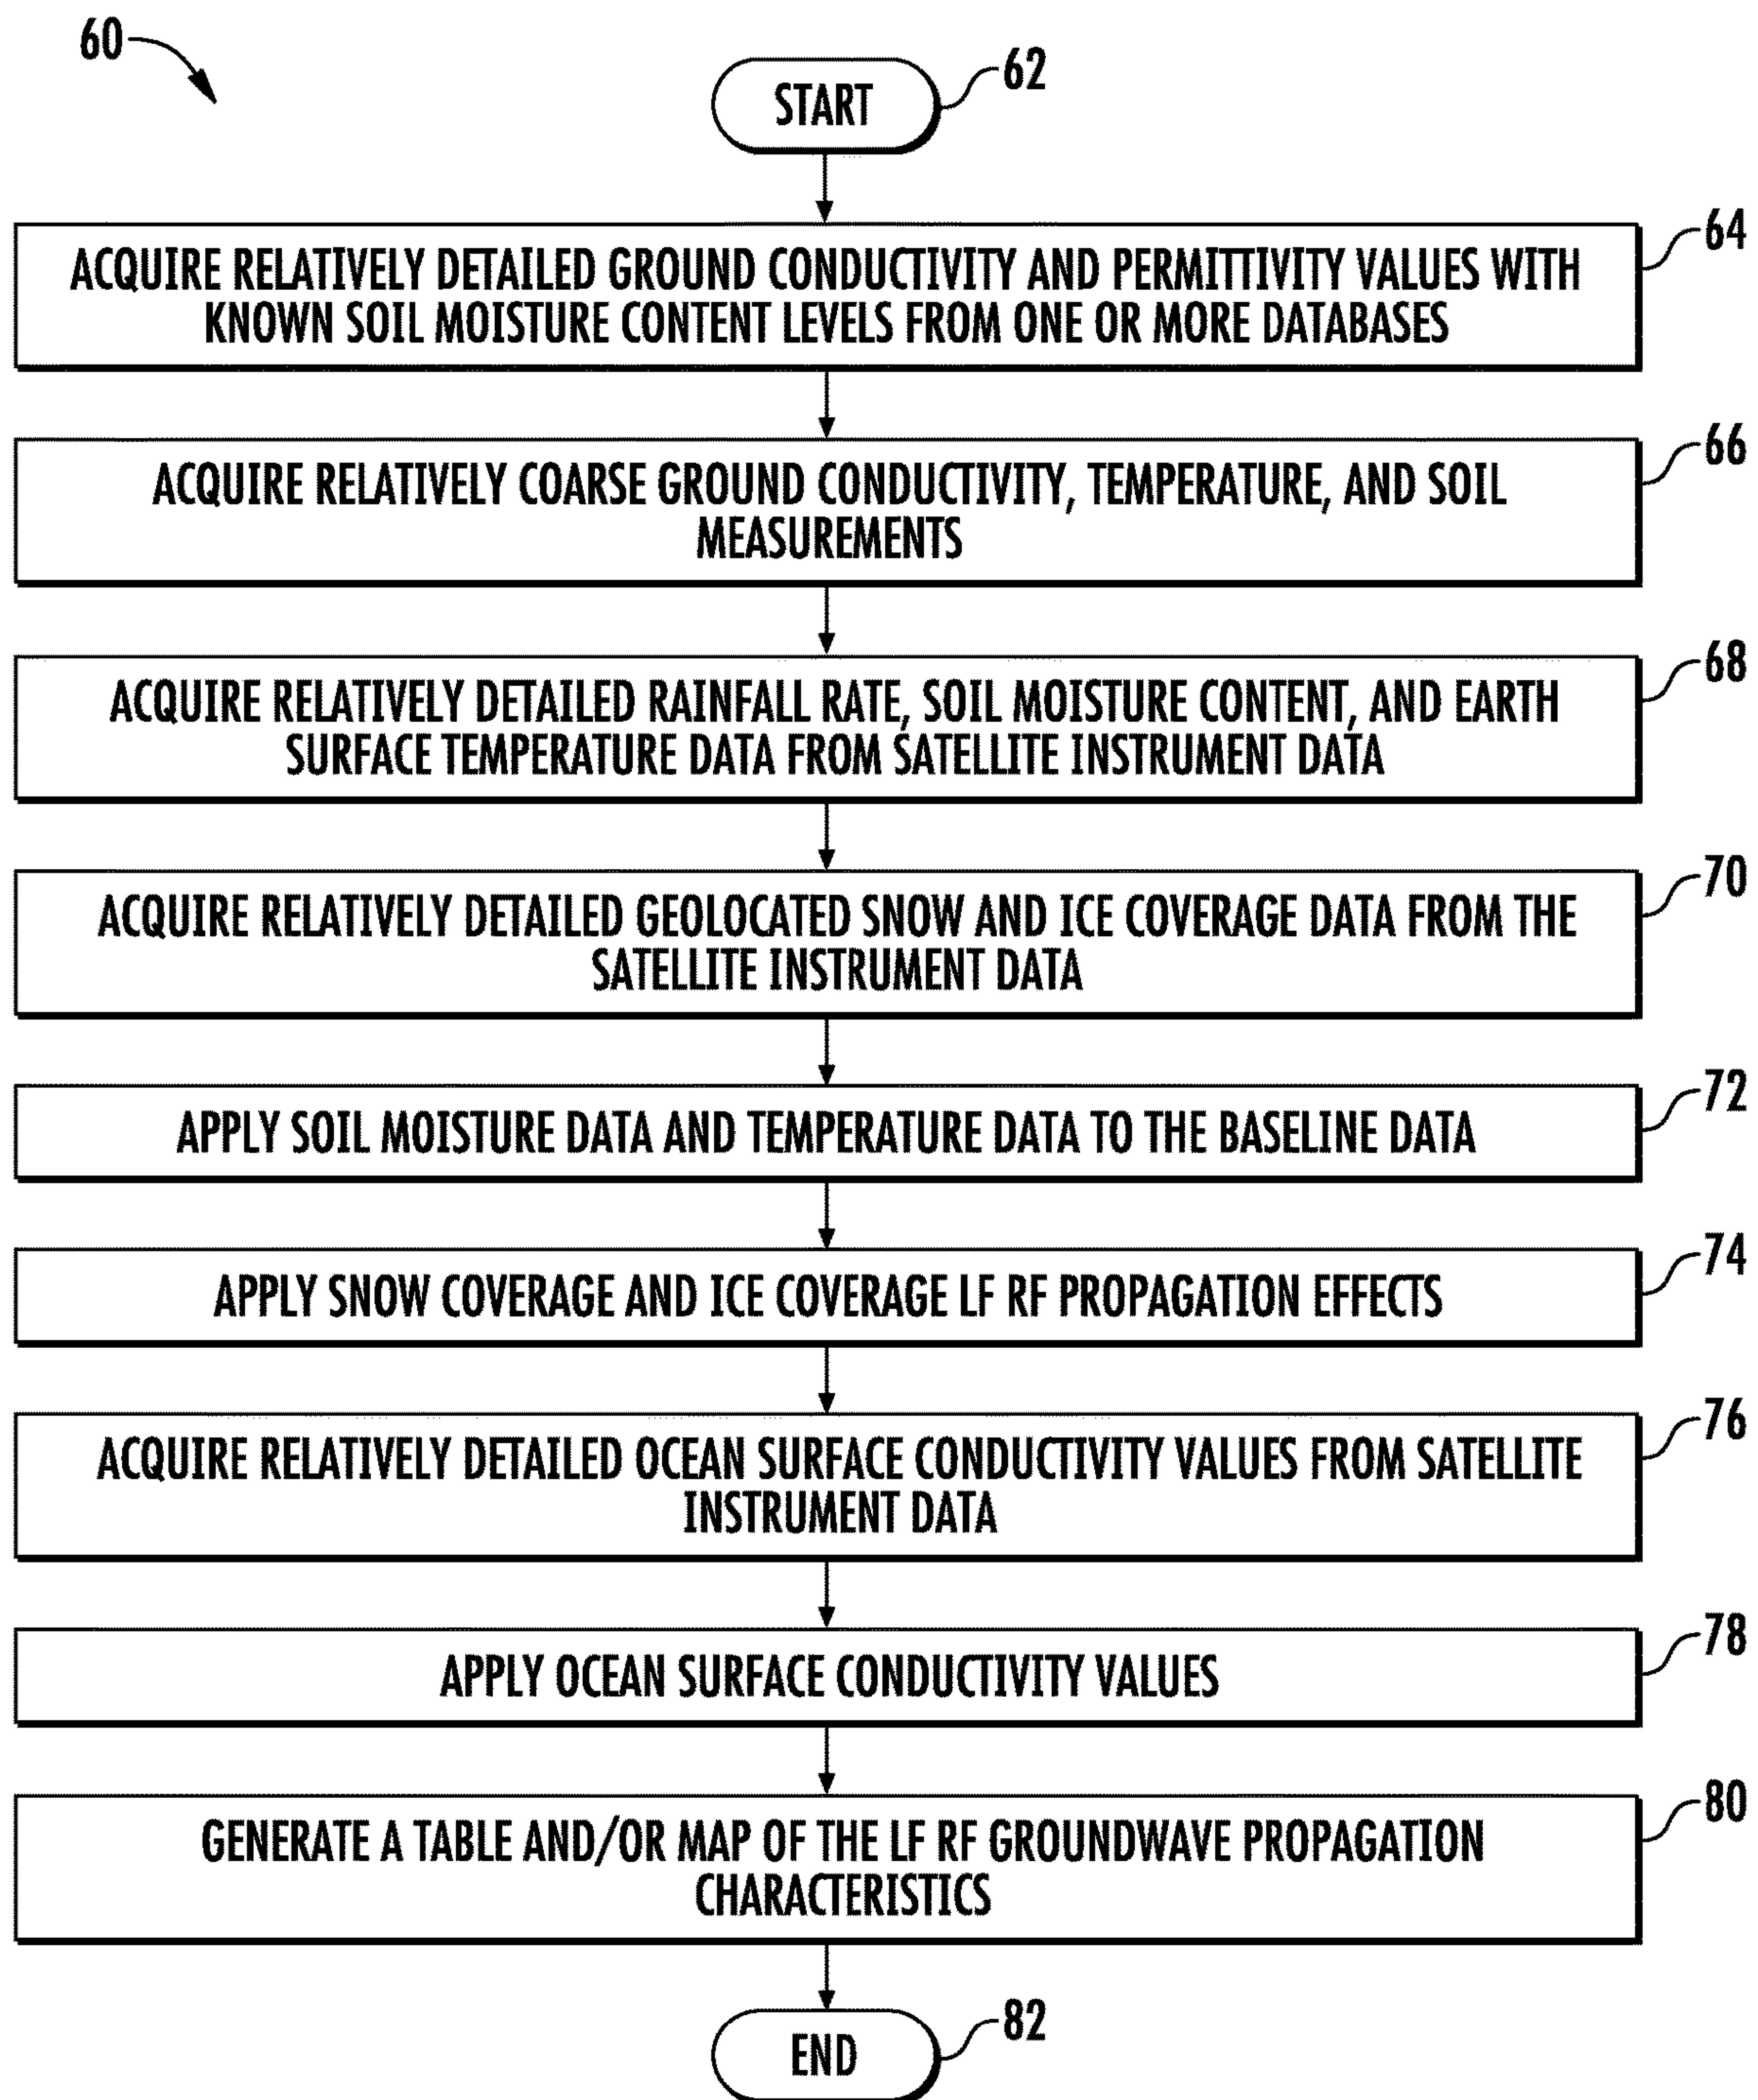 60
START
62
ACQUIRE RELATIVELY DETAILED GROUND CONDUCTIVITY AND PERMITTIVITY VALUES WITH
KNOWN SOIL MOISTURE CONTENT LEVELS FROM ONE OR MORE DATABASES
64
ACQUIRE RELATIVELY COARSE GROUND CONDUCTIVITY, TEMPERATURE, AND SOIL
MEASUREMENTS
66
ACQUIRE RELATIVELY DETAILED RAINFALL RATE, SOIL MOISTURE CONTENT, AND EARTH
SURFACE TEMPERATURE DATA FROM SATELLITE INSTRUMENT DATA
68
ACQUIRE RELATIVELY DETAILED GEOLOCATED SNOW AND ICE COVERAGE DATA FROM THE
SATELLITE INSTRUMENT DATA
70
APPLY SOIL MOISTURE DATA AND TEMPERATURE DATA TO THE BASELINE DATA
72
APPLY SNOW COVERAGE AND ICE COVERAGE LF RF PROPAGATION EFFECTS
74
ACQUIRE RELATIVELY DETAILED OCEAN SURFACE CONDUCTIVITY VALUES FROM SATELLITE
INSTRUMENT DATA
76
APPLY OCEAN SURFACE CONDUCTIVITY VALUES
78
GENERATE A TABLE AND/OR MAP OF THE LF RF GROUNDWAVE PROPAGATION
CHARACTERISTICS
80
END
82